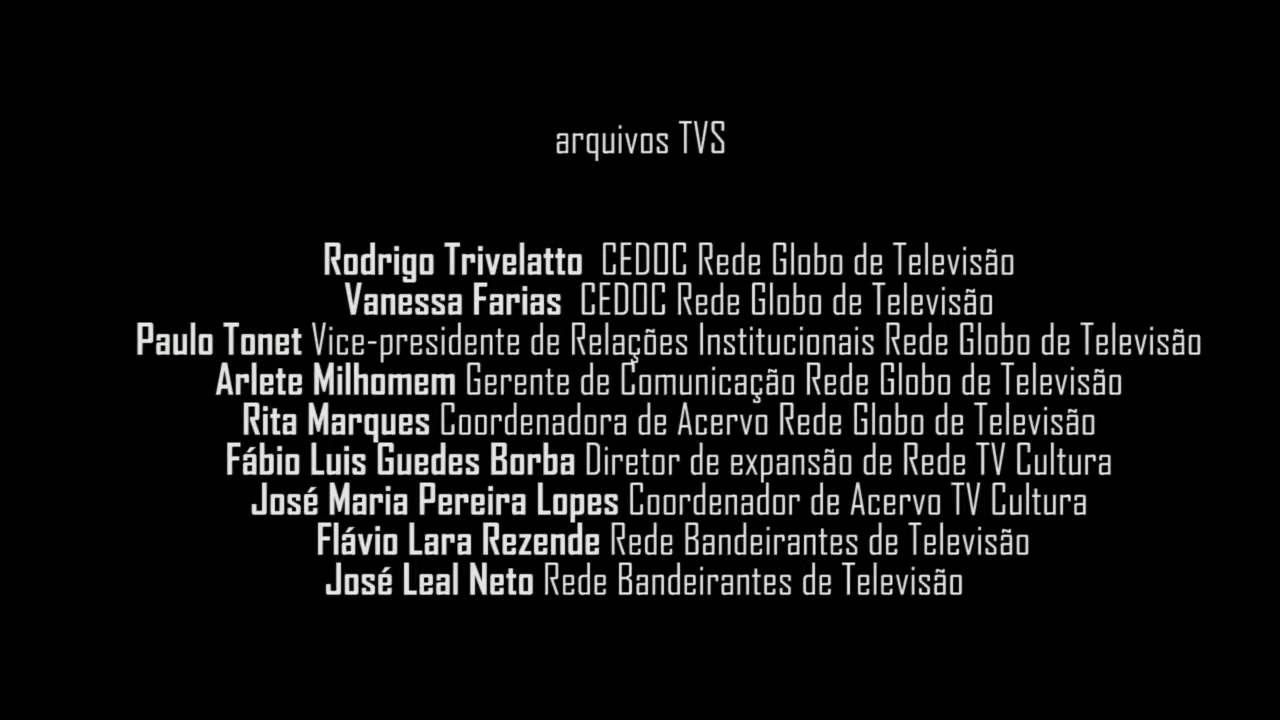 arquivos TVS
Rodrigo Trivelatto CEDOC Rede Globo de Televisão
Vanessa Farias CEDOC Rede Globo de Televisão
Paulo Tonet Vice-presidente de Relações Institucionais Rede Globo de Televisão
Arlete Milhomem Gerente de Comunicação Rede Globo de Televisão
Rita Marques Coordenadora de Acervo Rede Globo de Televisão
Fábio Luis Guedes Borba Diretor de expansão de Rede TV Cultura
José Maria Pereira Lopes Coordenador de Acervo TV Cultura
Flávio Lara Rezende Rede Bandeirantes de Televisão
José Leal Neto Rede Bandeirantes de Televisão